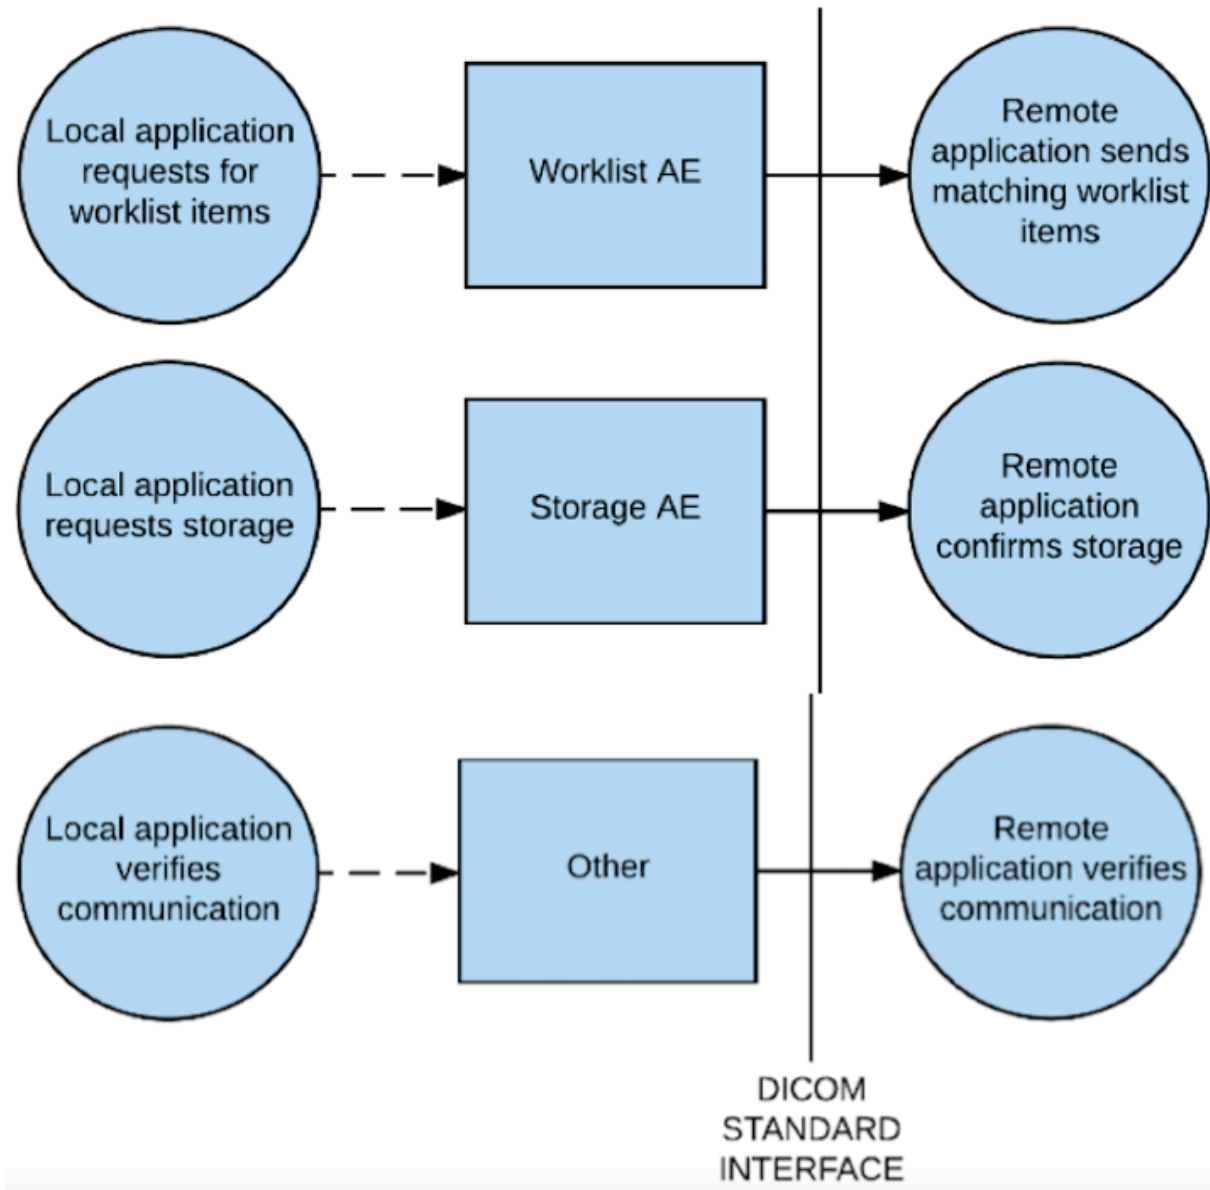 Local application
requests for
worklist items
Worklist AE
Remote
application sends
matching worklist
items
Local application
requests storage
Storage AE
Remote
application
confirms storage
Local application
verifies
communication
Other
Remote
application verifies
communication
DICOM
STANDARD
INTERFACE